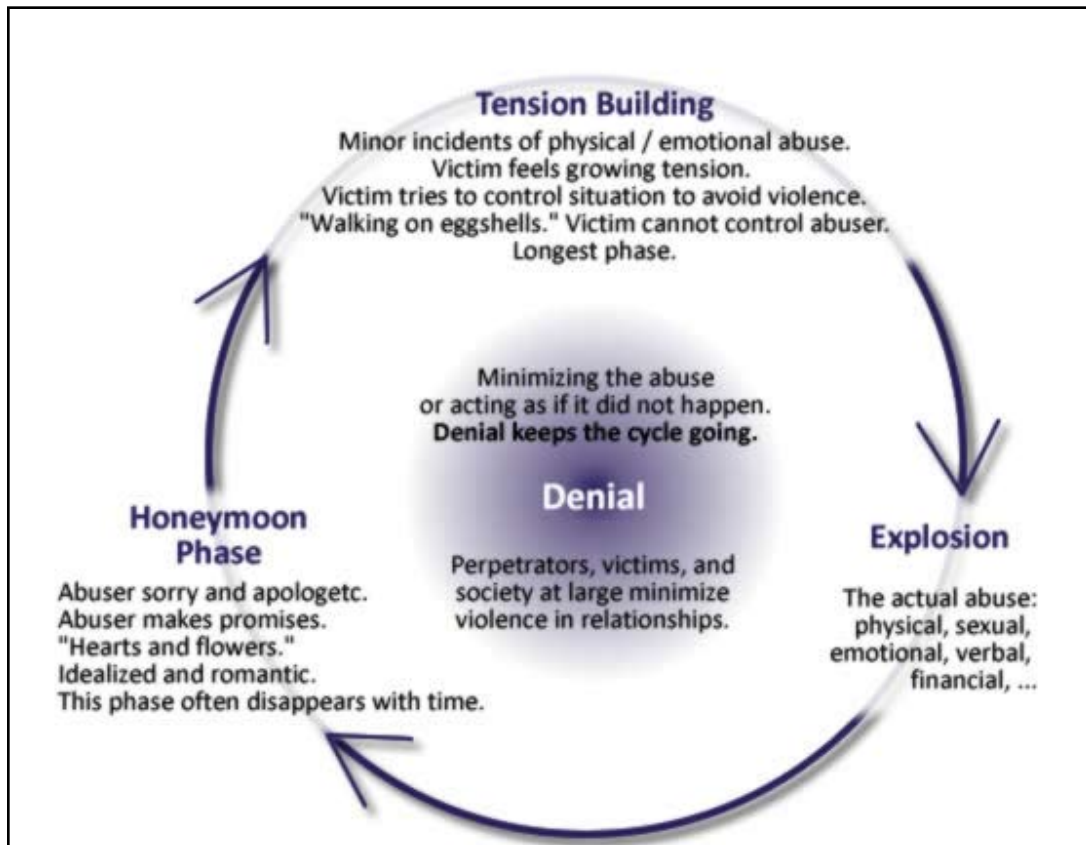 Tension Building
Minor incidents of physical / emotional abuse.
Victim feels growing tension.
Victim tries to control situation to avoid violence.
"Walking on eggshells." Victim cannot control abuser.
Longest phase.
Minimizing the abuse
or acting as if it did not happen.
Denial keeps the cycle going.
Denial
Perpetrators, victims, and
society at large minimize
violence in relationships.
Explosion
The actual abuse:
physical, sexual,
emotional, verbal,
financial, ...
Honeymoon
Phase
Abuser sorry and apologetc.
Abuser makes promises.
"Hearts and flowers."
Idealized and romantic.
This phase often disappears with time.